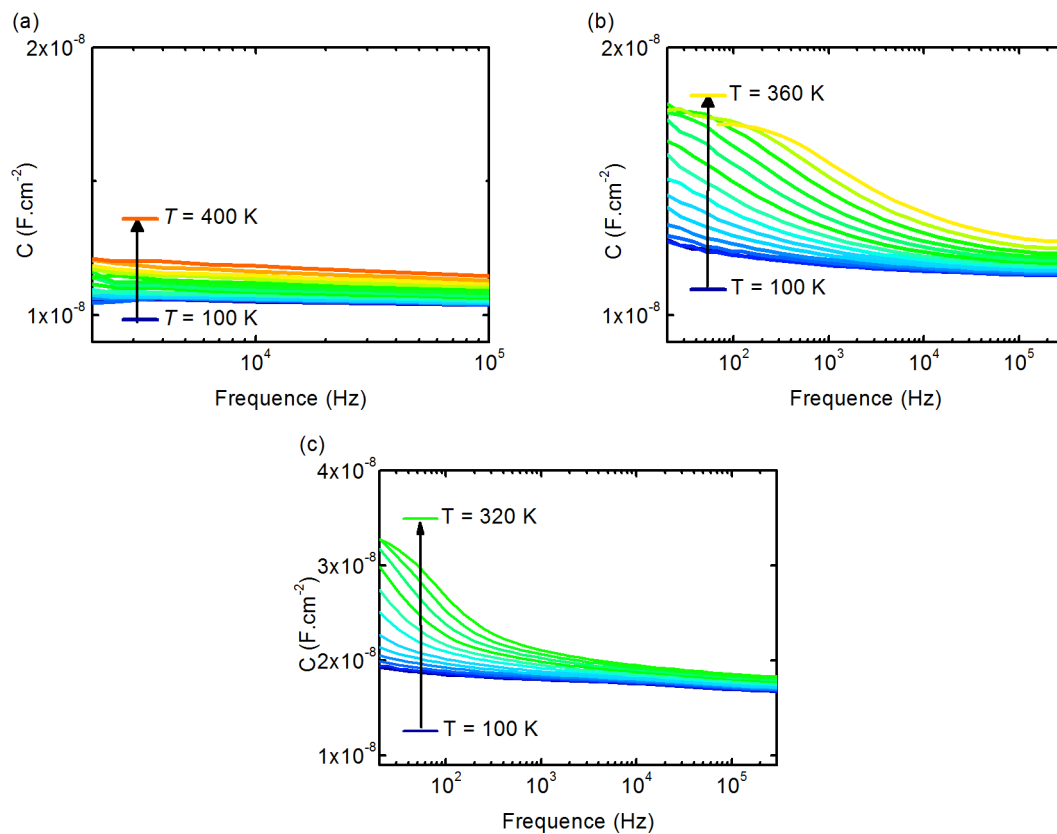 (a)
2x10⁻⁸
1x10⁻⁸
C (F.cm⁻²)
T = 400 K
T = 100 K
10⁴
10⁵
Frequence (Hz)
(b)
2x10⁻⁸
1x10⁻⁸
C (F.cm⁻²)
T = 360 K
T = 100 K
10²
10³
10⁴
10⁵
Frequence (Hz)
(c)
4x10⁻⁸
3x10⁻⁸
2x10⁻⁸
1x10⁻⁸
C (F.cm⁻²)
T = 320 K
T = 100 K
10²
10³
10⁴
10⁵
Frequence (Hz)